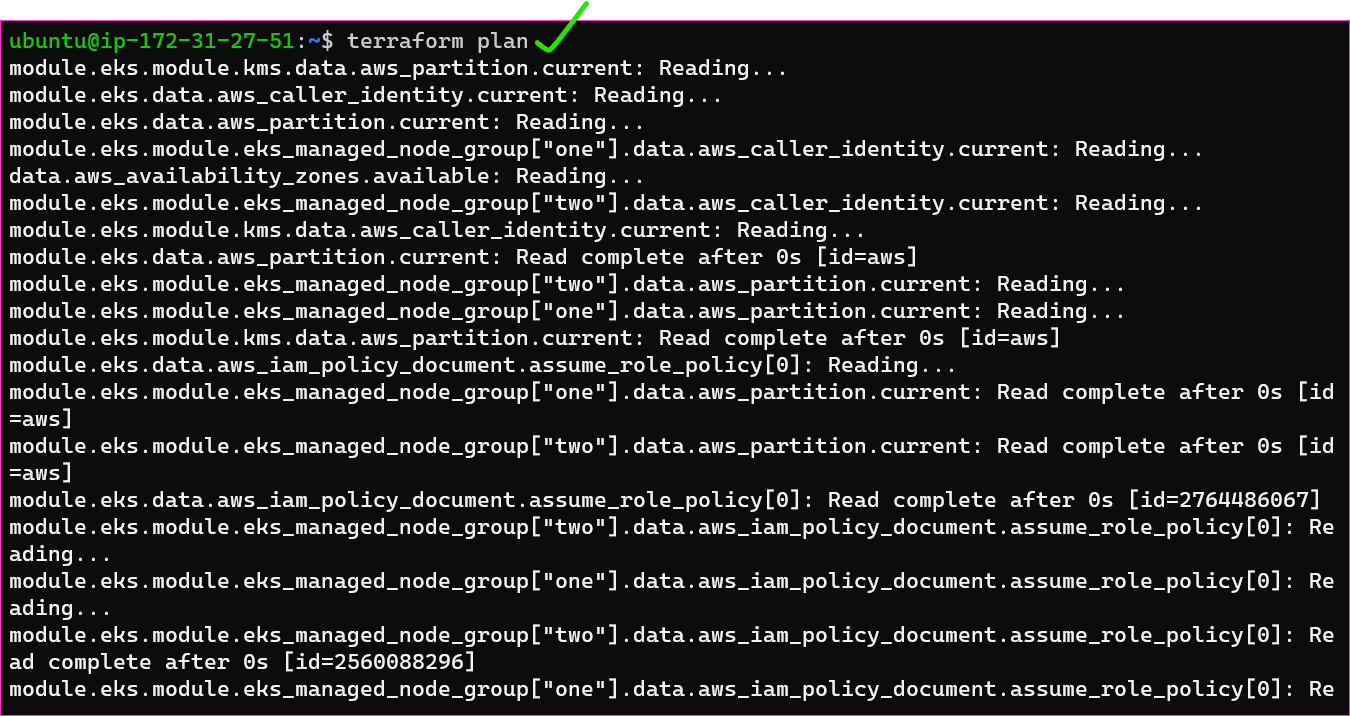 ubuntu@ip-172-31-27-51:~$ terraform plan
module.eks.module.kms.data.aws_partition.current: Reading...
module.eks.data.aws_caller_identity.current: Reading...
module.eks.data.aws_partition.current: Reading...
module.eks.module.eks_managed_node_group["one"].data.aws_caller_identity.current: Reading...
data.aws_availability_zones.available: Reading...
module.eks.module.eks_managed_node_group["two"].data.aws_caller_identity.current: Reading...
module.eks.module.kms.data.aws_caller_identity.current: Reading...
module.eks.data.aws_partition.current: Read complete after 0s [id=aws]
module.eks.module.eks_managed_node_group["two"].data.aws_partition.current: Reading...
module.eks.module.eks_managed_node_group["one"].data.aws_partition.current: Reading...
module.eks.module.kms.data.aws_partition.current: Read complete after 0s [id=aws]
module.eks.data.aws_iam_policy_document.assume_role_policy[0]: Reading...
module.eks.module.eks_managed_node_group["one"].data.aws_partition.current: Read complete after 0s [id
=aws]
module.eks.module.eks_managed_node_group["two"].data.aws_partition.current: Read complete after 0s [id
=aws]
module.eks.data.aws_iam_policy_document.assume_role_policy[0]: Read complete after 0s [id=2764486067]
module.eks.module.eks_managed_node_group["two"].data.aws_iam_policy_document.assume_role_policy[0]: Re
ading...
module.eks.module.eks_managed_node_group["one"].data.aws_iam_policy_document.assume_role_policy[0]: Re
ading...
module.eks.module.eks_managed_node_group["two"].data.aws_iam_policy_document.assume_role_policy[0]: Re
ad complete after 0s [id=2560088296]
module.eks.module.eks_managed_node_group["one"].data.aws_iam_policy_document.assume_role_policy[0]: Re